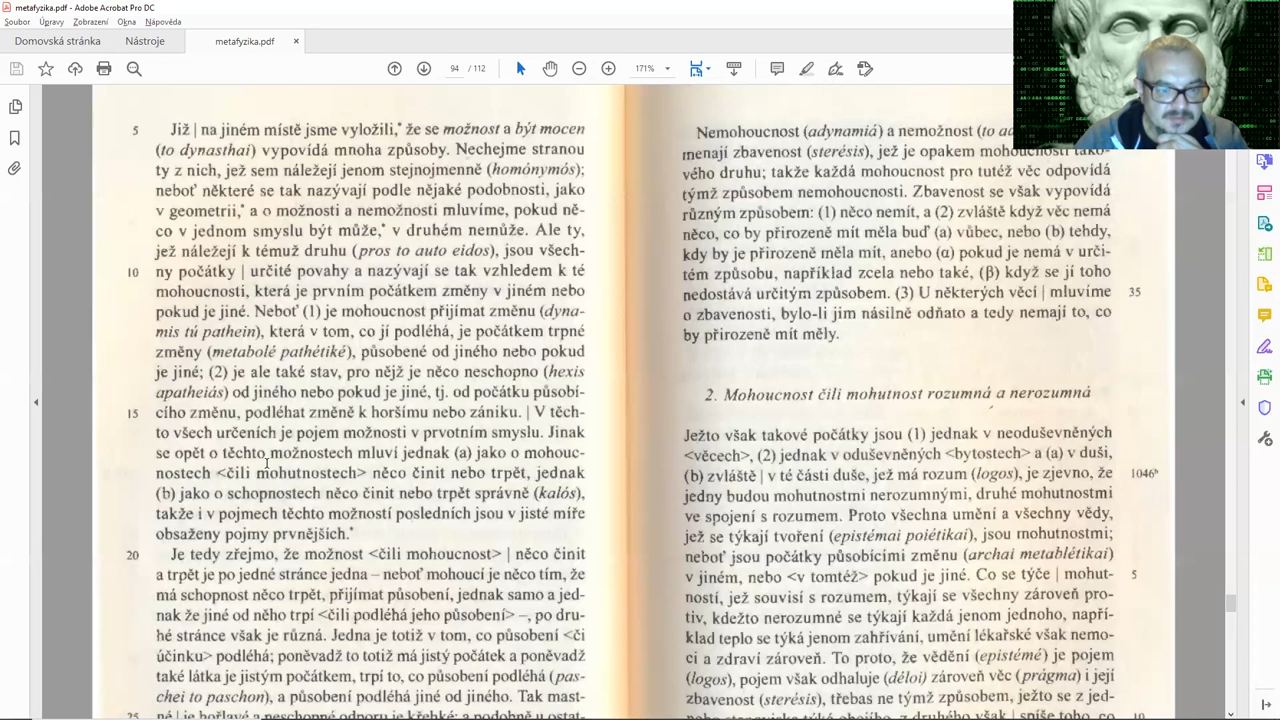 metafyzika.pdf - Adobe Acrobat Pro DC
Soubor Úpravy Zobrazení Okna Nápověda
Domovská stránka Nástroje metafyzika.pdf ×
94 / 112 171%
5 Již | na jiném místě jsme vyložili,* že se možnost a být mocen
(to dynasthai) vypovídá mnoha způsoby. Nechejme stranou
ty z nich, jež sem náležejí jenom stejnojmenně (homónymós);
neboť některé se tak nazývají podle nějaké podobnosti, jako
v geometrii,* a o možnosti a nemožnosti mluvíme, pokud ně-
co v jednom smyslu být může,* v druhém nemůže. Ale ty,
jež náležejí k témuž druhu (pros to auto eidos), jsou všech-
10 ny počátky | určité povahy a nazývají se tak vzhledem k té
mohoucnosti, která je prvním počátkem změny v jiném nebo
pokud je jiné. Neboť (1) je mohoucnost přijímat změnu (dyna-
mis tú pathein), která v tom, co jí podléhá, je počátkem trpné
změny (metabolé pathétiké), působené od jiného nebo pokud
je jiné; (2) je ale také stav, pro nějž je něco neschopno (hexis
apatheiás) od jiného nebo pokud je jiné, tj. od počátku působí-
15 cího změnu, podléhat změně k horšímu nebo zániku. | V těch-
to všech určeních je pojem možnosti v prvotním smyslu. Jinak
se opět o těchto možnostech mluví jednak (a) jako o mohouc-
nostech <čili mohutnostech> něco činit nebo trpět, jednak
(b) jako o schopnostech něco činit nebo trpět správně (kalós),
takže i v pojmech těchto možností posledních jsou v jisté míře
obsaženy pojmy prvnějších.*
20 Je tedy zřejmo, že možnost <čili mohoucnost> | něco činit
a trpět je po jedné stránce jedna – neboť mohoucí je něco tím, že
má schopnost něco trpět, přijímat působení, jednak samo a jed-
nak že jiné od něho trpí <čili podléhá jeho působení> –, po dru-
hé stránce však je různá. Jedna je totiž v tom, co působení <či
účinku> podléhá; poněvadž to totiž má jistý počátek a poněvadž
také látka je jistým počátkem, trpí to, co působení podléhá (pas-
chei to paschon), a působení podléhá jiné od jiného. Tak mast-
25 né | je hořlavé a neschopné odporu je křehké; a podobně u ostat-
Nemohoucnost (adynamiá) a nemožnost (to
menají zbavenost (sterésis), jež je opakem mohoucnosti tako-
vého druhu; takže každá mohoucnost pro tutéž věc odpovídá
týmž způsobem nemohoucnosti. Zbavenost se však vypovídá
různým způsobem: (1) něco nemít, a (2) zvláště když věc nemá
něco, co by přirozeně mít měla buď (a) vůbec, nebo (b) tehdy,
kdy by je přirozeně měla mít, anebo (α) pokud je nemá v urči-
tém způsobu, například zcela nebo také, (β) když se jí toho
nedostává určitým způsobem. (3) U některých věcí | mluvíme 35
o zbavenosti, bylo-li jim násilně odňato a tedy nemají to, co
by přirozeně mít měly.
2. Mohoucnost čili mohutnost rozumná a nerozumná
Ježto však takové počátky jsou (1) jednak v neoduševněných
<věcech>, (2) jednak v oduševněných <bytostech> a (a) v duši,
(b) zvláště | v té části duše, jež má rozum (logos), je zjevno, že 1046ᵇ
jedny budou mohutnostmi nerozumnými, druhé mohutnostmi
ve spojení s rozumem. Proto všechna umění a všechny vědy,
jež se týkají tvoření (epistémai poiétikai), jsou mohutnostmi;
neboť jsou počátky působícími změnu (archai metablétikai)
v jiném, nebo <v tomtéž> pokud je jiné. Co se týče | mohut- 5
ností, jež souvisí s rozumem, týkají se všechny zároveň pro-
tiv, kdežto nerozumné se týkají každá jenom jednoho, napří-
klad teplo se týká jenom zahřívání, umění lékařské však nemo-
ci a zdraví zároveň. To proto, že vědění (epistémé) je pojem
(logos), pojem však odhaluje (déloi) zároveň věc (prágma) i její
zbavenost (sterésis), třebas ne týmž způsobem, ježto se z jed-
noho stanoviska týká obojího, z druhého však | spíše toho, co 10